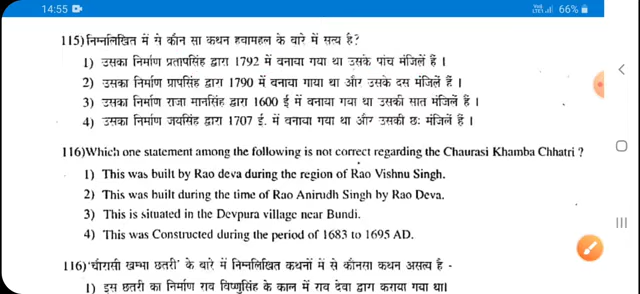 14:55
66%
115)निम्नलिखित में से कौन सा कथन हवामहल के बारे में सत्य है?
1) उसका निर्माण प्रतापसिंह द्वारा 1792 में बनाया गया था उसके पांच मंजिलें हैं ।
2) उसका निर्माण प्रापसिंह द्वारा 1790 में बनाया गाया था और उसके दस मंजिलें हैं ।
3) उसका निर्माण राजा मानसिंह द्वारा 1600 ई में बनाया गया था उसकी सात मंजिलें हैं ।
4) उसका निर्माण जयसिंह द्वारा 1707 ई. में बनाया गया था और उसकी छः मंजिलें हैं ।
116)Which one statement among the following is not correct regarding the Chaurasi Khamba Chhatri ?
1) This was built by Rao deva during the region of Rao Vishnu Singh.
2) This was built during the time of Rao Anirudh Singh by Rao Deva.
3) This is situated in the Devpura village near Bundi.
4) This was Constructed during the period of 1683 to 1695 AD.
116)'चौरासी खम्भा छतरी' के बारे में निम्नलिखित कथनों में से कौनसा कथन असत्य है -
1) इस छतरी का निर्माण राव विष्णुसिंह के काल में राव देवा द्वारा कराया गया था।